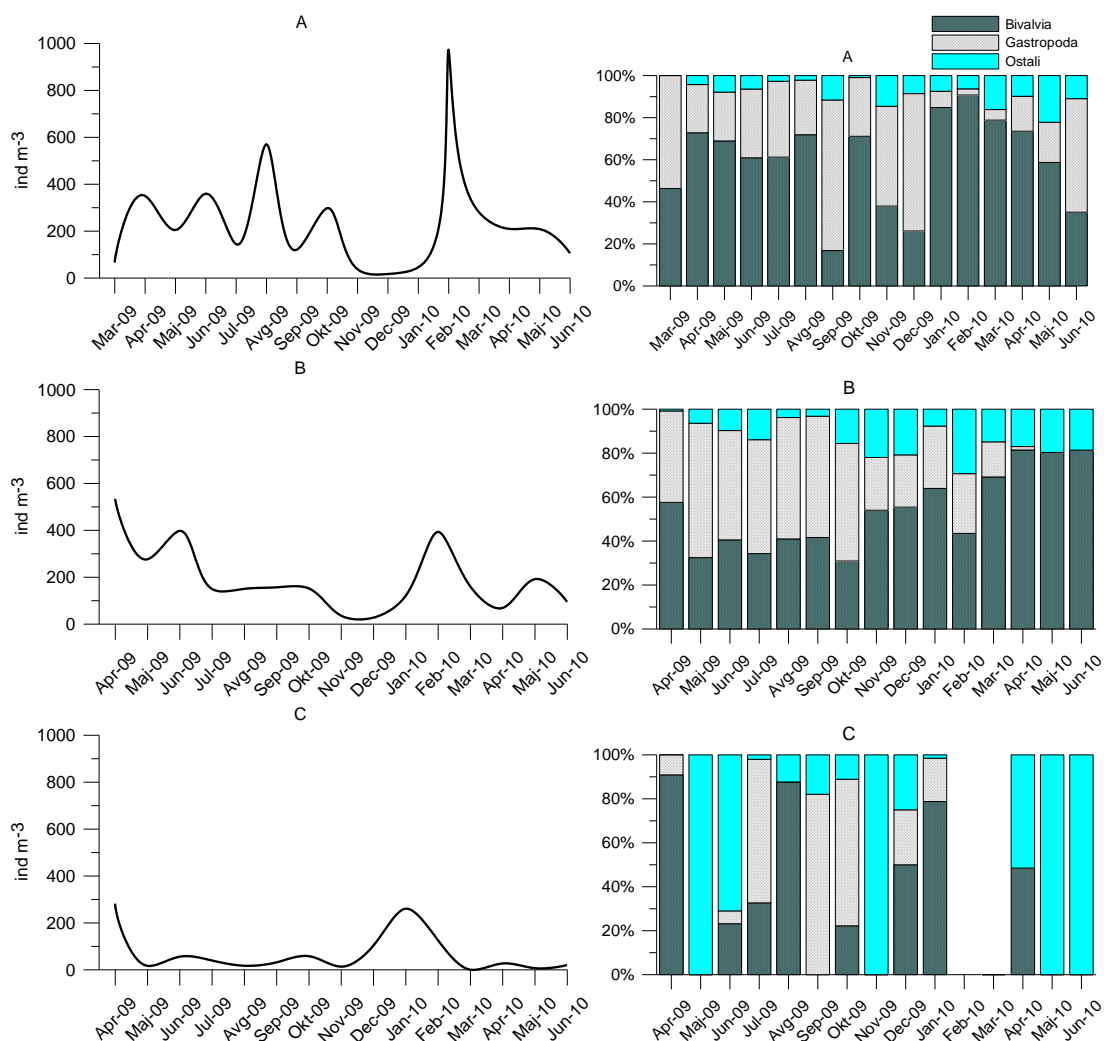 A
1000
800
600
400
200
0
ind m-3
Mar-09 Apr-09 Maj-09 Jun-09 Jul-09 Avg-09 Sep-09 Okt-09 Nov-09 Dec-09 Jan-10 Feb-10 Mar-10 Apr-10 Maj-10 Jun-10
Bivalvia
Gastropoda
Ostali
A
100%
80%
60%
40%
20%
0%
Mar-09 Apr-09 Maj-09 Jun-09 Jul-09 Avg-09 Sep-09 Okt-09 Nov-09 Dec-09 Jan-10 Feb-10 Mar-10 Apr-10 Maj-10 Jun-10
B
1000
800
600
400
200
0
ind m-3
Apr-09 Maj-09 Jun-09 Jul-09 Avg-09 Sep-09 Okt-09 Nov-09 Dec-09 Jan-10 Feb-10 Mar-10 Apr-10 Maj-10 Jun-10
B
100%
80%
60%
40%
20%
0%
Apr-09 Maj-09 Jun-09 Jul-09 Avg-09 Sep-09 Okt-09 Nov-09 Dec-09 Jan-10 Feb-10 Mar-10 Apr-10 Maj-10 Jun-10
C
1000
800
600
400
200
0
ind m-3
Apr-09 Maj-09 Jun-09 Jul-09 Avg-09 Sep-09 Okt-09 Nov-09 Dec-09 Jan-10 Feb-10 Mar-10 Apr-10 Maj-10 Jun-10
C
100%
80%
60%
40%
20%
0%
Apr-09 Maj-09 Jun-09 Jul-09 Avg-09 Sep-09 Okt-09 Nov-09 Dec-09 Jan-10 Feb-10 Mar-10 Apr-10 Maj-10 Jun-10